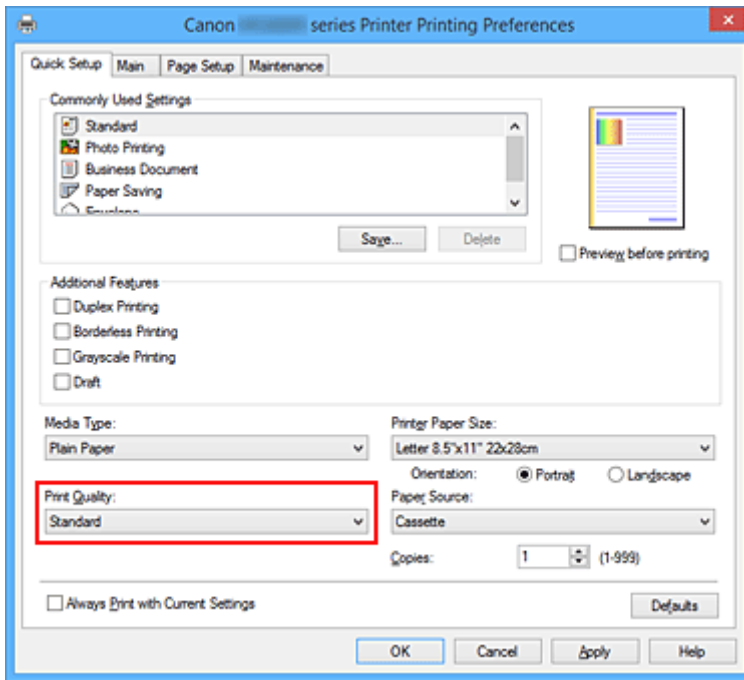 Canon series Printer Printing Preferences
Quick Setup Main Page Setup Maintenance
Commonly Used Settings
Standard
Photo Printing
Business Document
Paper Saving
Envelope
Save... Delete
Preview before printing
Additional Features
Duplex Printing
Borderless Printing
Grayscale Printing
Draft
Media Type:
Plain Paper
Printer Paper Size:
Letter 8.5"x11" 22x28cm
Orientation: Portrait Landscape
Print Quality:
Standard
Paper Source:
Cassette
Copies: 1 (1-999)
Always Print with Current Settings
Defaults
OK Cancel Apply Help